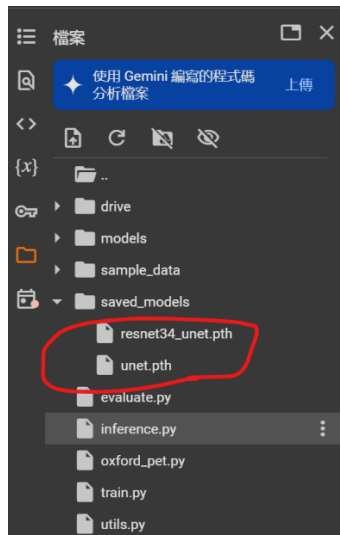 檔案
使用 Gemini 編寫的程式碼
分析檔案
上傳
{x}
..
drive
models
sample_data
saved_models
resnet34_unet.pth
unet.pth
evaluate.py
inference.py
oxford_pet.py
train.py
utils.py